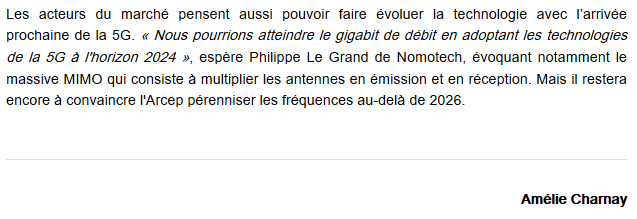 Les acteurs du marché pensent aussi pouvoir faire évoluer la technologie avec l'arrivée
prochaine de la 5G. « Nous pourrions atteindre le gigabit de débit en adoptant les technologies
de la 5G à l'horizon 2024 », espère Philippe Le Grand de Nomotech, évoquant notamment le
massive MIMO qui consiste à multiplier les antennes en émission et en réception. Mais il restera
encore à convaincre l'Arcep pérenniser les fréquences au-delà de 2026.
Amélie Charnay